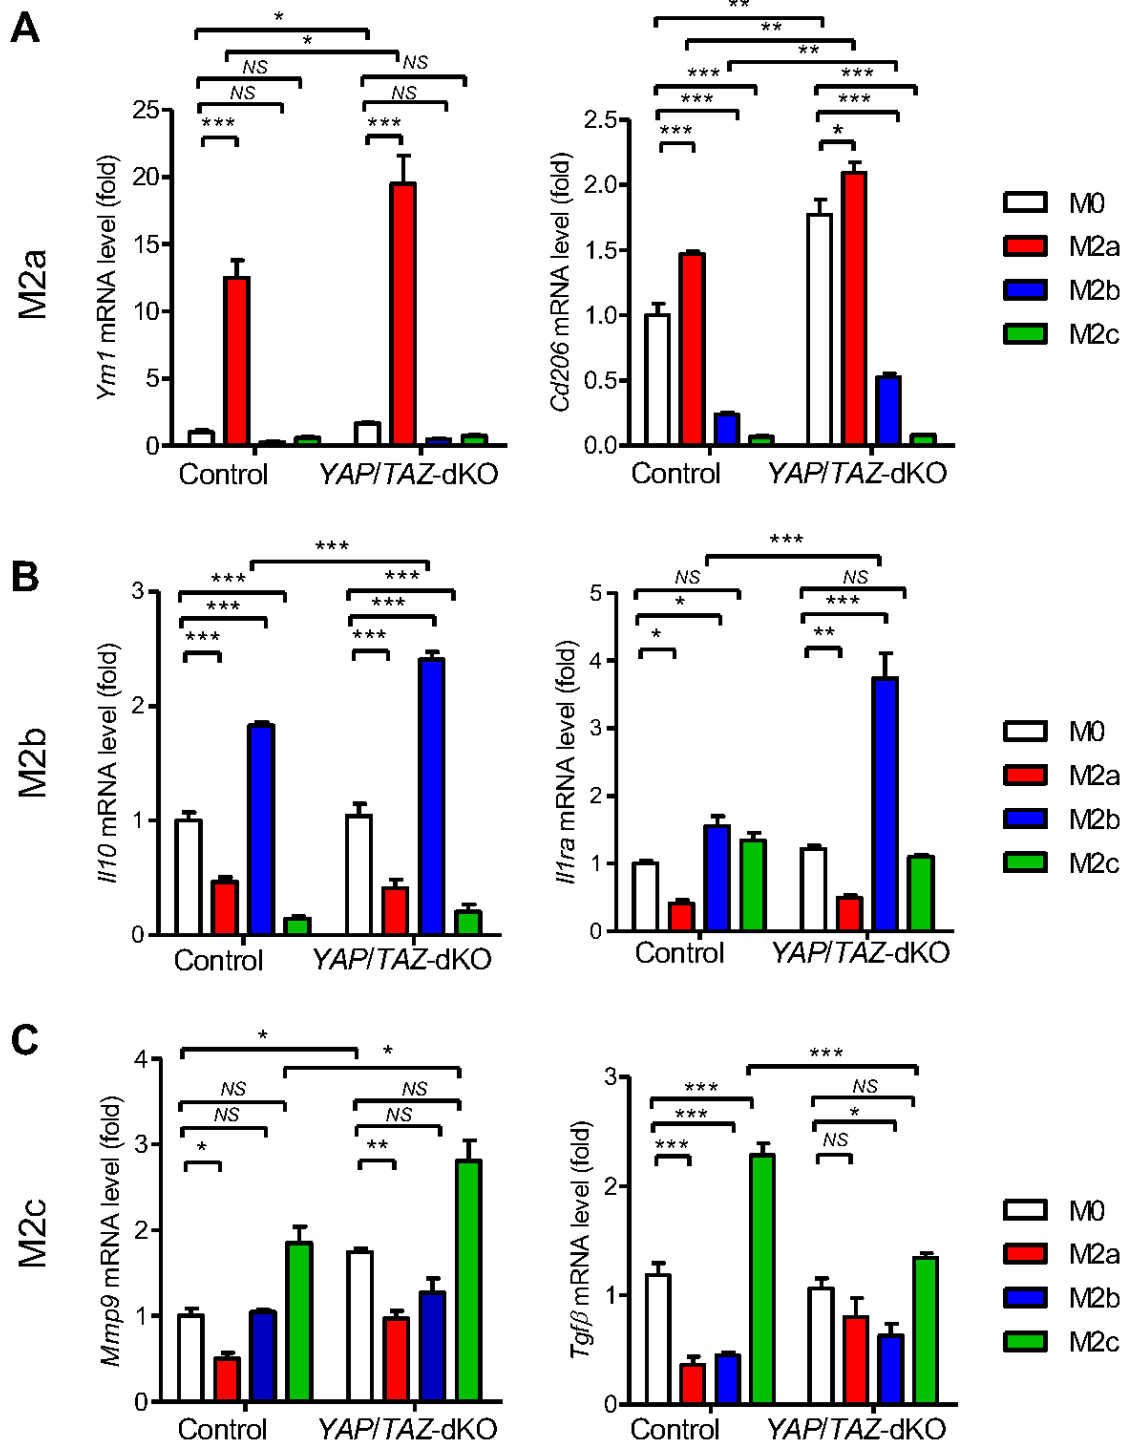 A
M2a
*
*
NS
NS
***
NS
NS
***
Ym1 mRNA level (fold)
25
20
15
10
5
0
Control
YAP/TAZ-dKO
**
**
**
***
***
***
***
***
*
Cd206 mRNA level (fold)
2.5
2.0
1.5
1.0
0.5
0.0
Control
YAP/TAZ-dKO
M0
M2a
M2b
M2c
B
M2b
***
***
***
***
***
***
***
Il10 mRNA level (fold)
3
2
1
0
Control
YAP/TAZ-dKO
***
NS
*
*
NS
***
**
Il1ra mRNA level (fold)
5
4
3
2
1
0
Control
YAP/TAZ-dKO
M0
M2a
M2b
M2c
C
M2c
*
*
NS
NS
*
NS
NS
**
Mmp9 mRNA level (fold)
4
3
2
1
0
Control
YAP/TAZ-dKO
***
***
***
***
NS
*
NS
Tgfβ mRNA level (fold)
3
2
1
0
Control
YAP/TAZ-dKO
M0
M2a
M2b
M2c